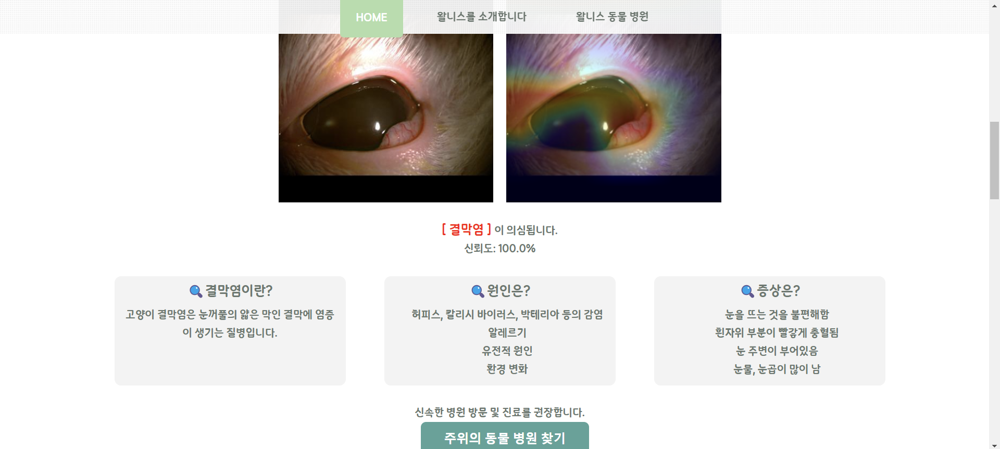 HOME
왈니스를 소개합니다
왈니스 동물 병원
[ 결막염 ] 이 의심됩니다.
신뢰도: 100.0%
결막염이란?
고양이 결막염은 눈꺼풀의 얇은 막인 결막에 염증
이 생기는 질병입니다.
원인은?
허피스, 칼리시 바이러스, 박테리아 등의 감염
알레르기
유전적 원인
환경 변화
증상은?
눈을 뜨는 것을 불편해함
흰자위 부분이 빨갛게 충혈됨
눈 주변이 부어있음
눈물, 눈곱이 많이 남
신속한 병원 방문 및 진료를 권장합니다.
주위의 동물 병원 찾기